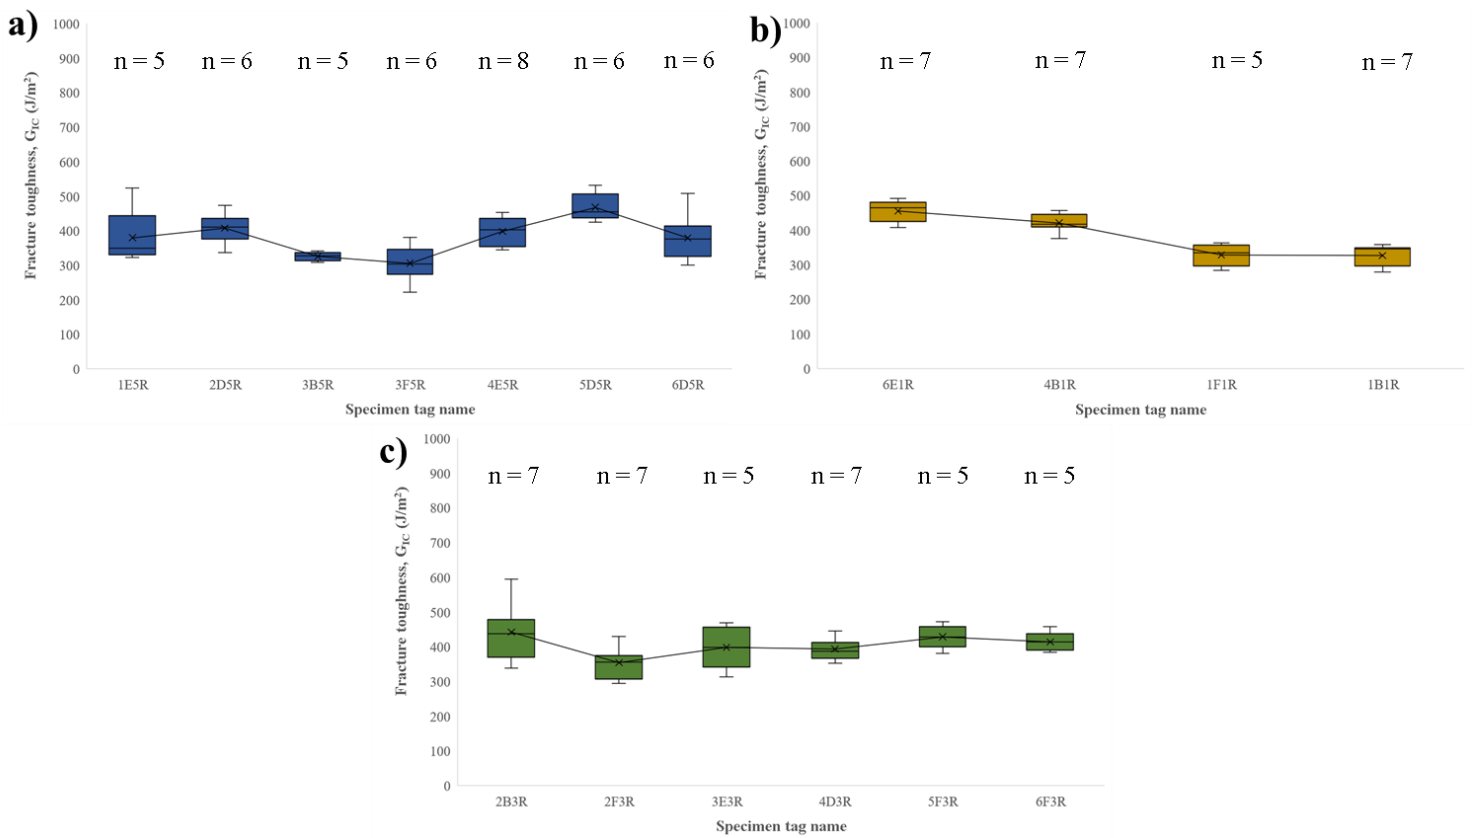 a)
Fracture toughness, G_IC (J/m²)
1000
900
800
700
600
500
400
300
200
100
0
n = 5 n = 6 n = 5 n = 6 n = 8 n = 6 n = 6
1E5R 2D5R 3B5R 3F5R 4E5R 5D5R 6D5R
Specimen tag name
b)
Fracture toughness, G_IC (J/m²)
1000
900
800
700
600
500
400
300
200
100
0
n = 7 n = 7 n = 5 n = 7
6E1R 4B1R 1F1R 1B1R
Specimen tag name
c)
Fracture toughness, G_IC (J/m²)
1000
900
800
700
600
500
400
300
200
100
0
n = 7 n = 7 n = 5 n = 7 n = 5 n = 5
2B3R 2F3R 3E3R 4D3R 5F3R 6F3R
Specimen tag name